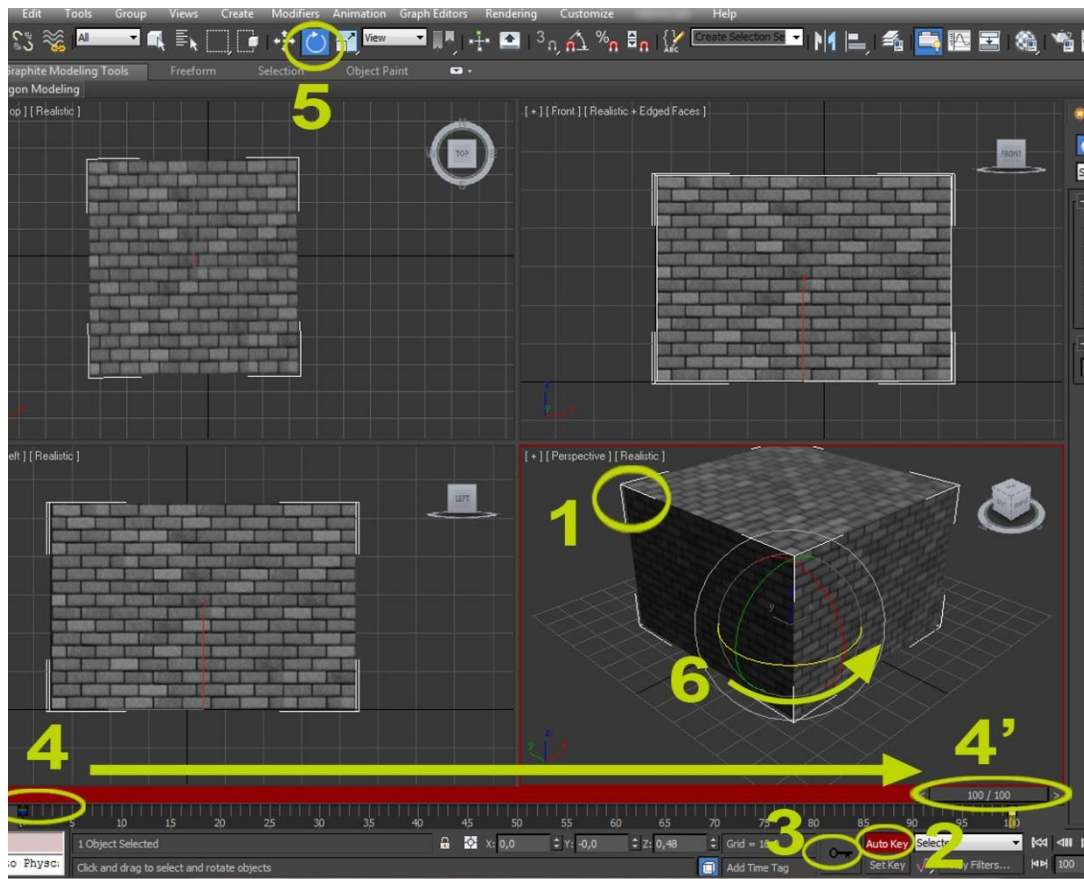 Edit Tools Group Views Create Modifiers Animation Graph Editors Rendering Customize Help
All View 3 Create Selection Se
Graphite Modeling Tools Freeform Selection Object Paint
gon Modeling
5
op ] [ Realistic ]
TOP
[ + ] [ Front ] [ Realistic + Edged Faces ]
FRONT
eft ] [ Realistic ]
LEFT
[ + ] [ Perspective ] [ Realistic ]
1
6
4 4’
100 / 100
0 5 10 15 20 25 30 35 40 45 50 55 60 65 70 75 80 85 90 95 100
3 2
1 Object Selected X: 0,0 Y: -0,0 Z: 0,48 Grid = Auto Key
o Physc: Click and drag to select and rotate objects Add Time Tag Set Key Filters... 100